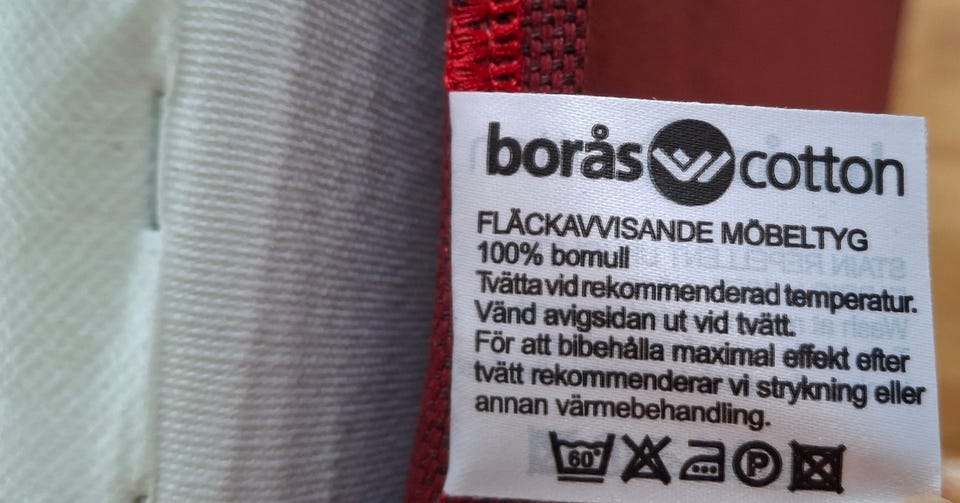 borås cotton
FLÄCKAVVISANDE MÖBELTYG
100% bomull
Tvätta vid rekommenderad temperatur.
Vänd avigsidan ut vid tvätt.
För att bibehålla maximal effekt efter
tvätt rekommenderar vi strykning eller
annan värmebehandling.
60° P